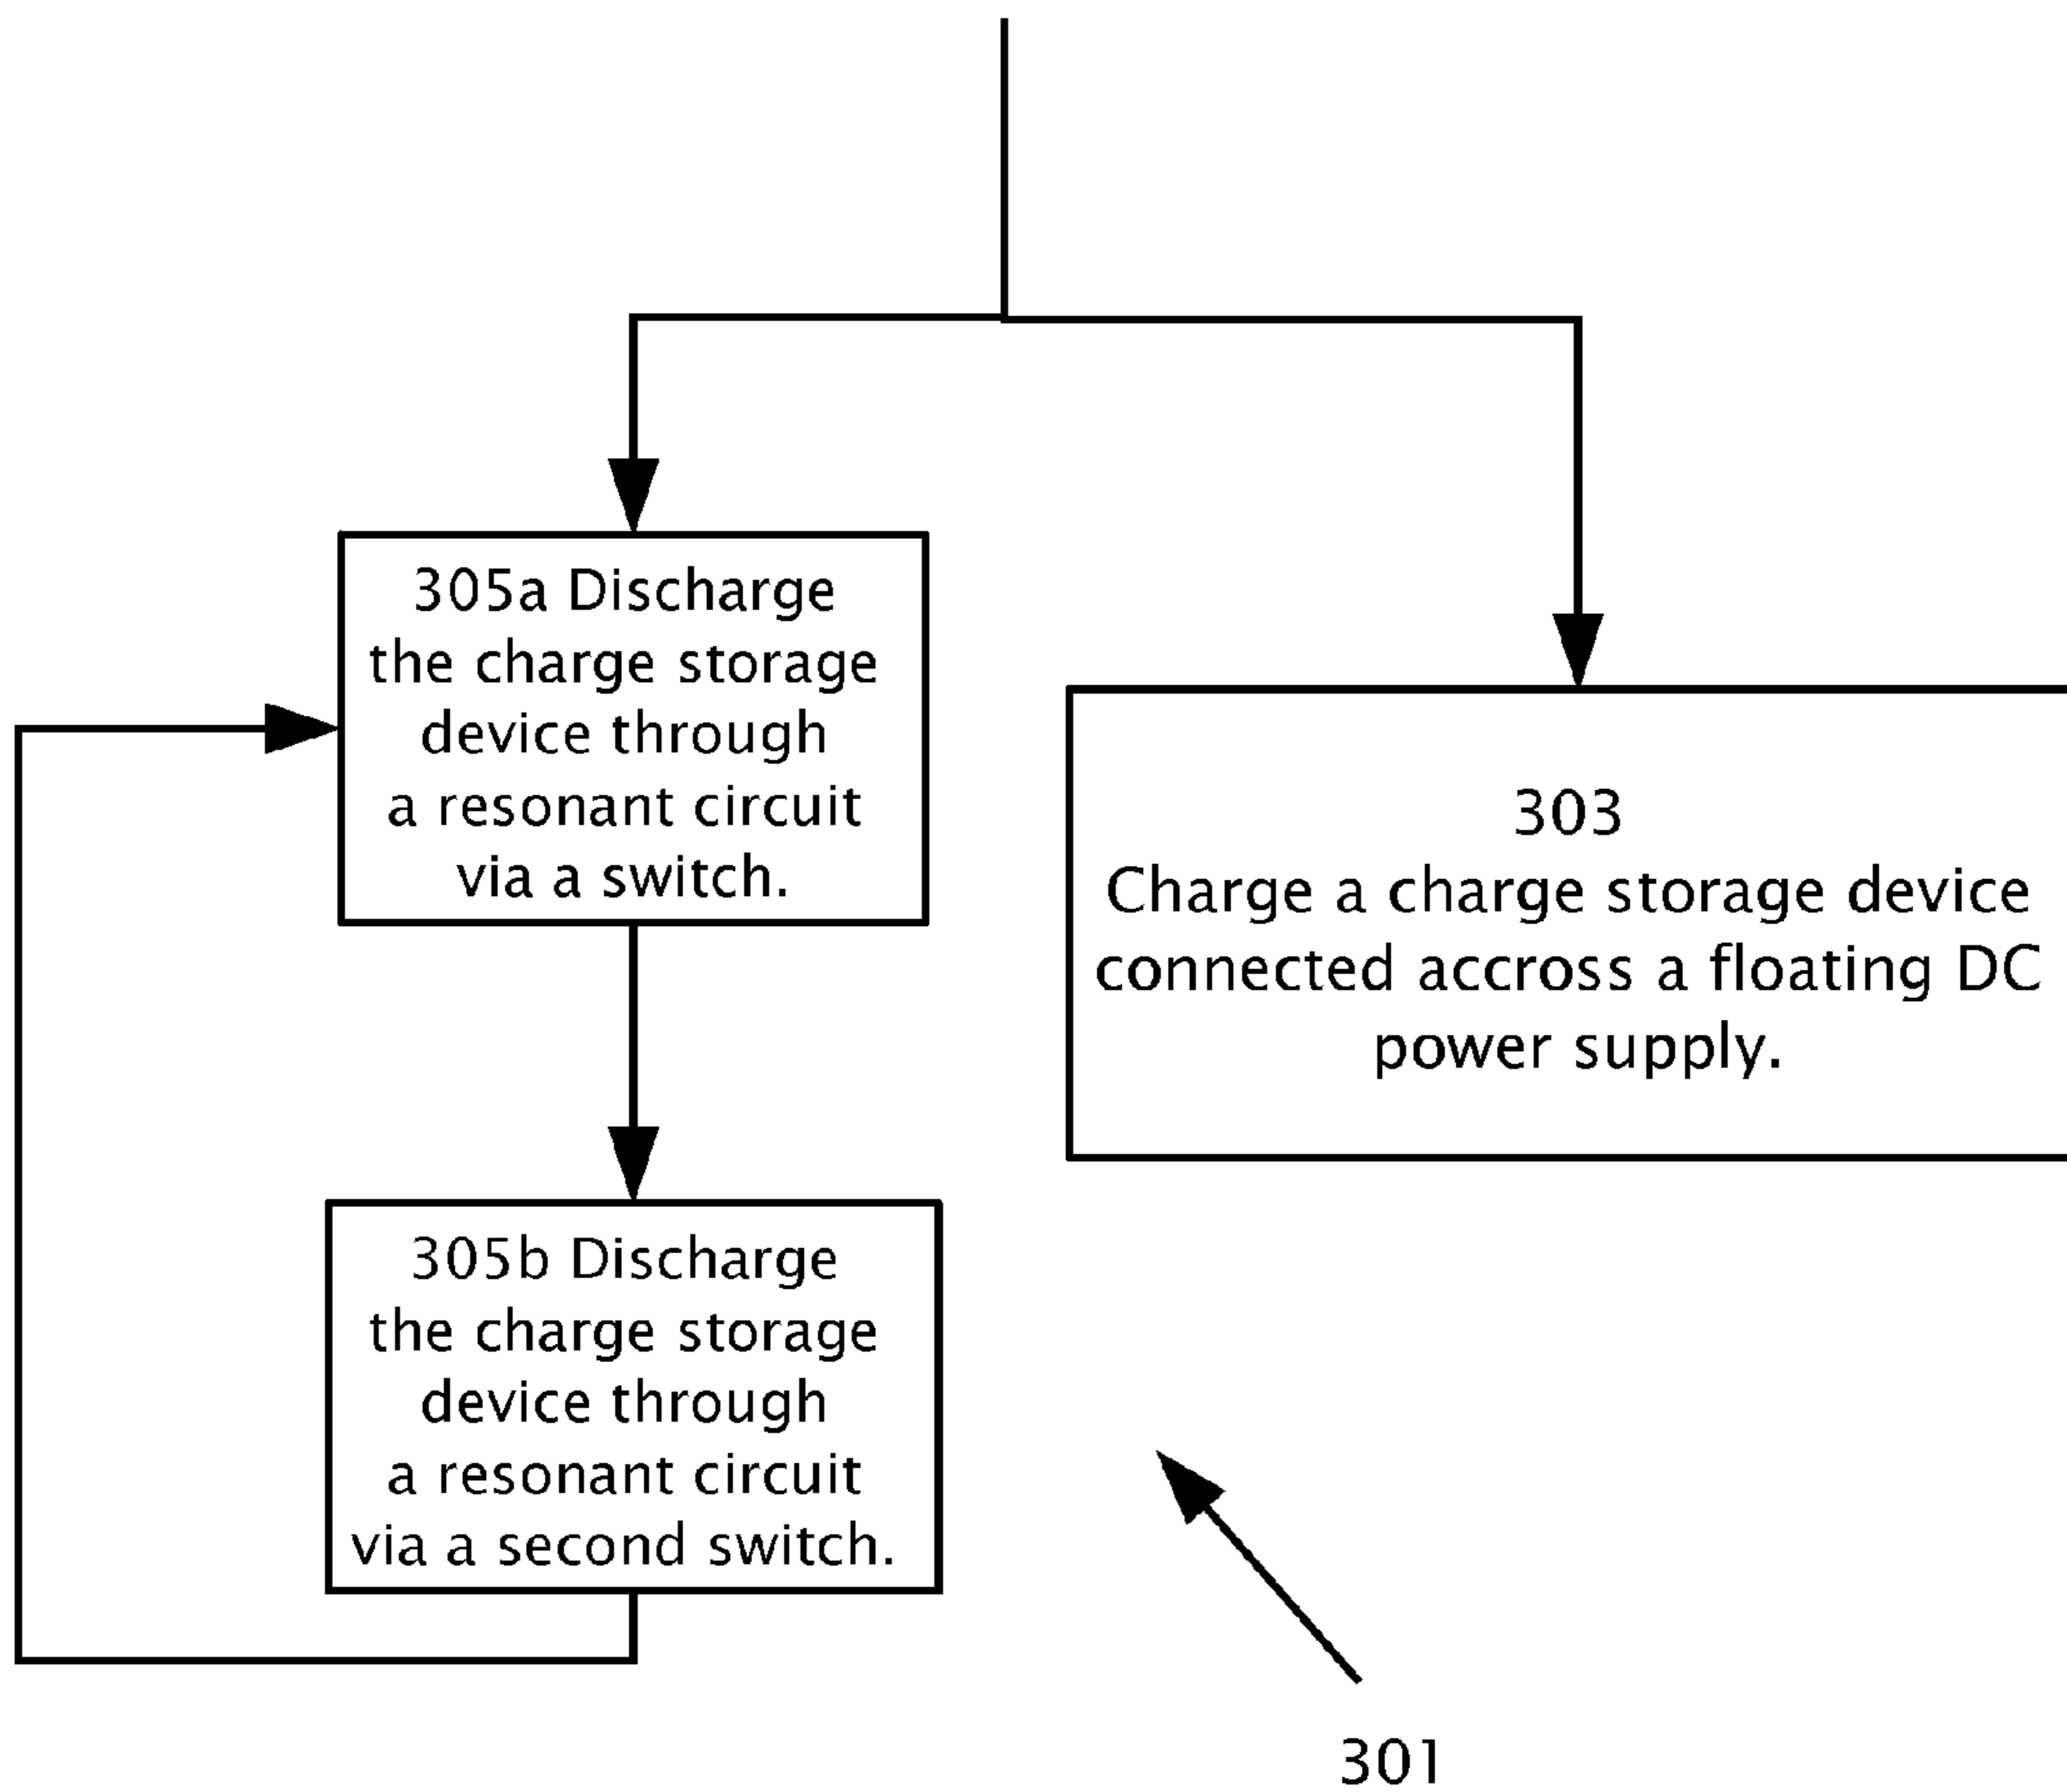 305a Discharge
the charge storage
device through
a resonant circuit
via a switch.
303
Charge a charge storage device
connected accross a floating DC
power supply.
305b Discharge
the charge storage
device through
a resonant circuit
via a second switch.
301